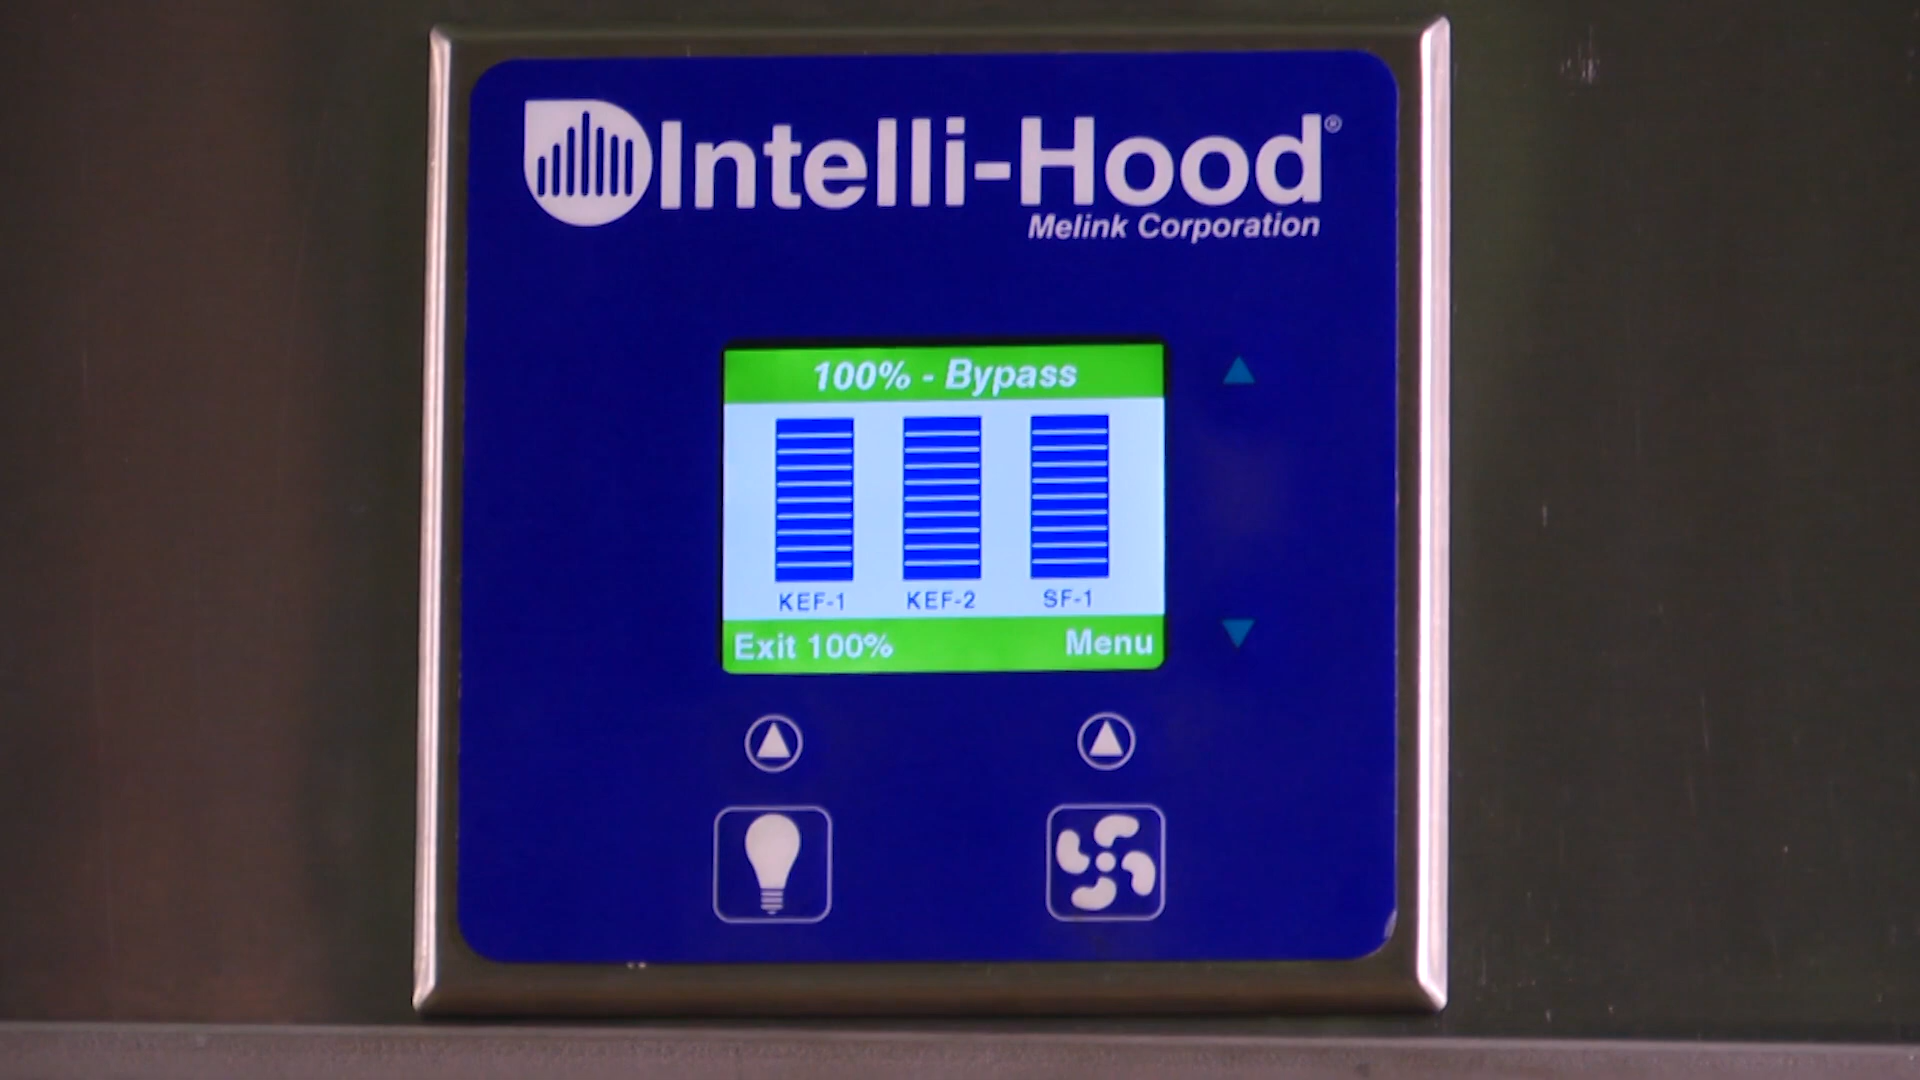 Intelli-Hood®
Melink Corporation
100% - Bypass
KEF-1 KEF-2 SF-1
Exit 100% Menu